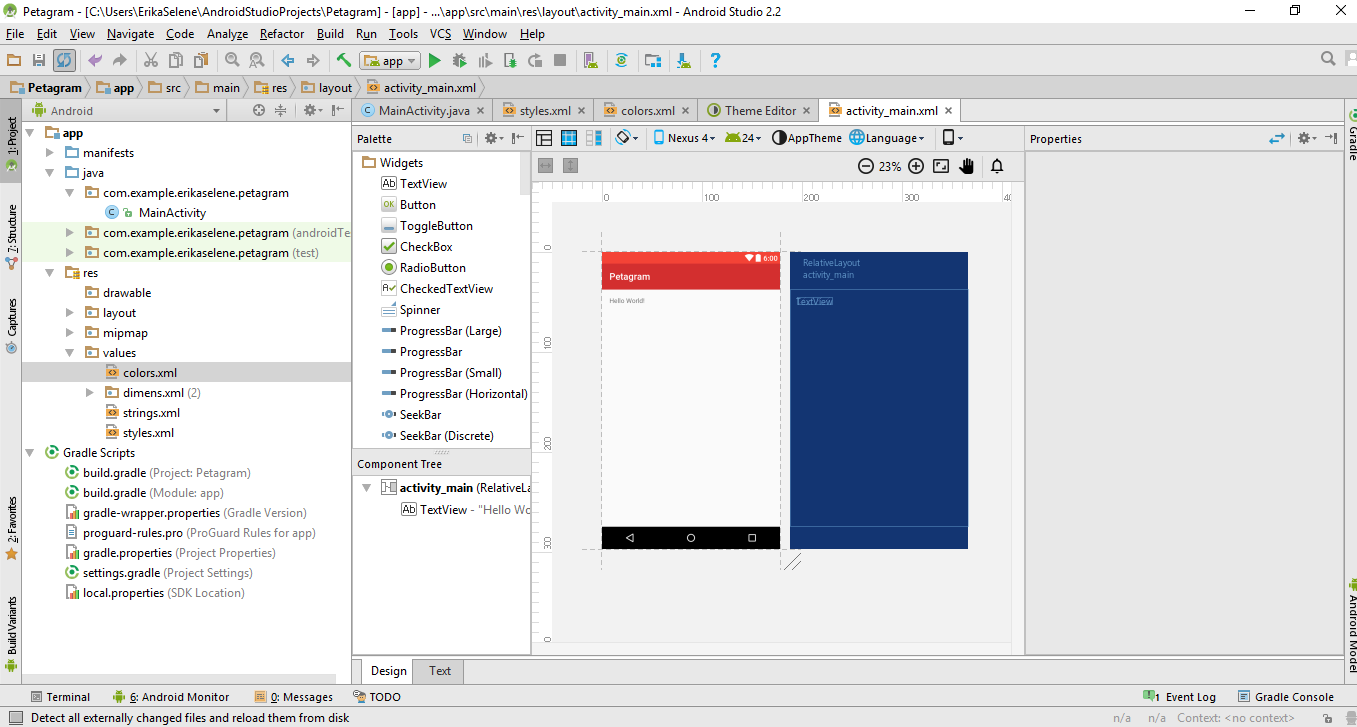 Petagram - [C:\Users\ErikaSelene\AndroidStudioProjects\Petagram] - [app] - ...\app\src\main\res\layout\activity_main.xml - Android Studio 2.2
File Edit View Navigate Code Analyze Refactor Build Run Tools VCS Window Help
app
Petagram app src main res layout activity_main.xml
Android
MainActivity.java styles.xml colors.xml Theme Editor activity_main.xml
1: Project
7: Structure
Captures
2: Favorites
Build Variants
app
manifests
java
com.example.erikaselene.petagram
MainActivity
com.example.erikaselene.petagram (androidTe
com.example.erikaselene.petagram (test)
res
drawable
layout
mipmap
values
colors.xml
dimens.xml (2)
strings.xml
styles.xml
Gradle Scripts
build.gradle (Project: Petagram)
build.gradle (Module: app)
gradle-wrapper.properties (Gradle Version)
proguard-rules.pro (ProGuard Rules for app)
gradle.properties (Project Properties)
settings.gradle (Project Settings)
local.properties (SDK Location)
Palette
Widgets
Ab TextView
OK Button
ToggleButton
CheckBox
RadioButton
CheckedTextView
Spinner
ProgressBar (Large)
ProgressBar
ProgressBar (Small)
ProgressBar (Horizontal)
SeekBar
SeekBar (Discrete)
Component Tree
activity_main (RelativeLa
Ab TextView - "Hello Wo
Nexus 4 24 AppTheme Language
23%
0 100 200 300 40
0
100
200
300
0
6:00
Petagram
Hello World!
RelativeLayout
activity_main
TextView
Properties
Gradle
Android Model
Design Text
Terminal 6: Android Monitor 0: Messages TODO
1 Event Log Gradle Console
Detect all externally changed files and reload them from disk
n/a n/a Context: <no context>